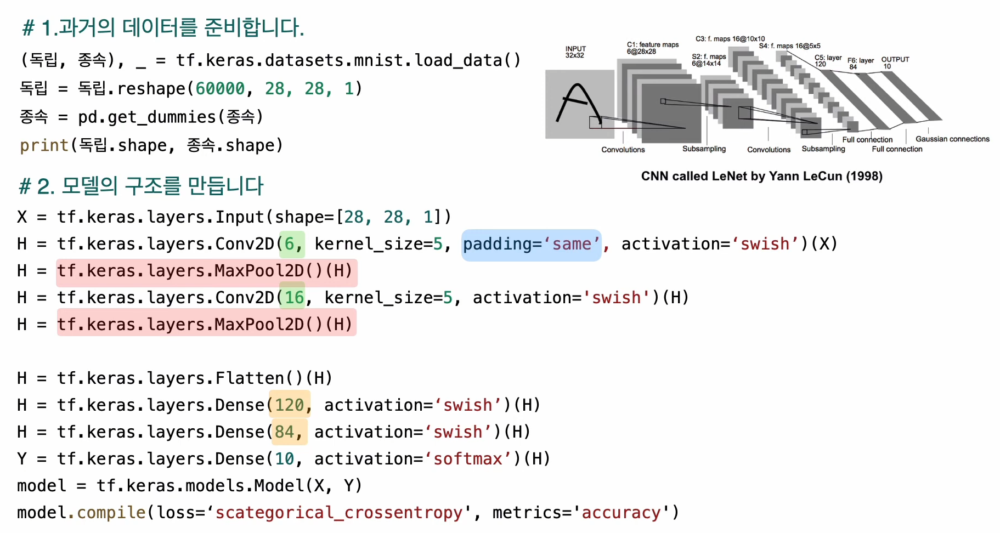 # 1.과거의 데이터를 준비합니다.
(독립, 종속), _ = tf.keras.datasets.mnist.load_data()
독립 = 독립.reshape(60000, 28, 28, 1)
종속 = pd.get_dummies(종속)
print(독립.shape, 종속.shape)
INPUT
32x32
C1: feature maps
6@28x28
S2: f. maps
6@14x14
C3: f. maps 16@10x10
S4: f. maps 16@5x5
C5: layer
120
F6: layer
84
OUTPUT
10
Convolutions
Subsampling
Convolutions
Subsampling
Full connection
Full connection
Gaussian connections
CNN called LeNet by Yann LeCun (1998)
# 2. 모델의 구조를 만듭니다
X = tf.keras.layers.Input(shape=[28, 28, 1])
H = tf.keras.layers.Conv2D(6, kernel_size=5, padding=‘same’, activation=‘swish’)(X)
H = tf.keras.layers.MaxPool2D()(H)
H = tf.keras.layers.Conv2D(16, kernel_size=5, activation='swish')(H)
H = tf.keras.layers.MaxPool2D()(H)
H = tf.keras.layers.Flatten()(H)
H = tf.keras.layers.Dense(120, activation=‘swish’)(H)
H = tf.keras.layers.Dense(84, activation=‘swish’)(H)
Y = tf.keras.layers.Dense(10, activation=‘softmax’)(H)
model = tf.keras.models.Model(X, Y)
model.compile(loss=‘scategorical_crossentropy', metrics='accuracy')